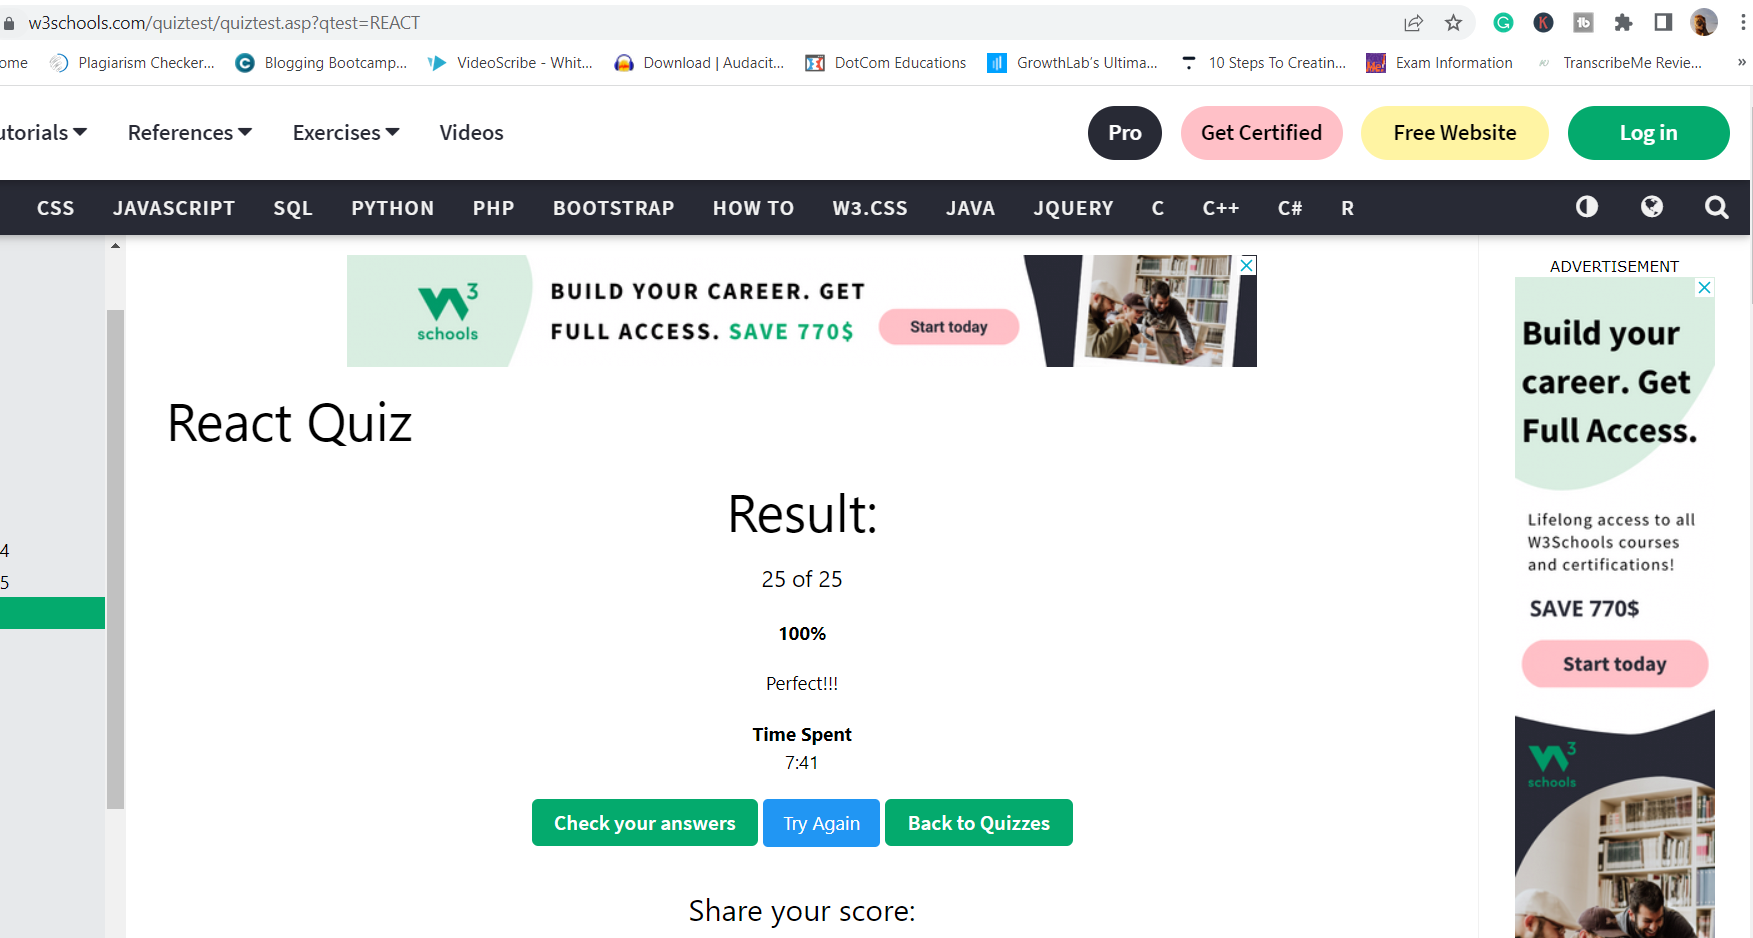 w3schools.com/quiztest/quiztest.asp?qtest=REACT
ome Plagiarism Checker... Blogging Bootcamp... VideoScribe - Whit... Download | Audacit... DotCom Educations GrowthLab's Ultima... 10 Steps To Creatin... Exam Information TranscribeMe Revie... »
utorials References Exercises Videos Pro Get Certified Free Website Log in
CSS JAVASCRIPT SQL PYTHON PHP BOOTSTRAP HOW TO W3.CSS JAVA JQUERY C C++ C# R
4
5
W3
schools
BUILD YOUR CAREER. GET
FULL ACCESS. SAVE 770$
Start today
React Quiz
Result:
25 of 25
100%
Perfect!!!
Time Spent
7:41
Check your answers Try Again Back to Quizzes
Share your score:
ADVERTISEMENT
Build your
career. Get
Full Access.
Lifelong access to all
W3Schools courses
and certifications!
SAVE 770$
Start today
W3
schools